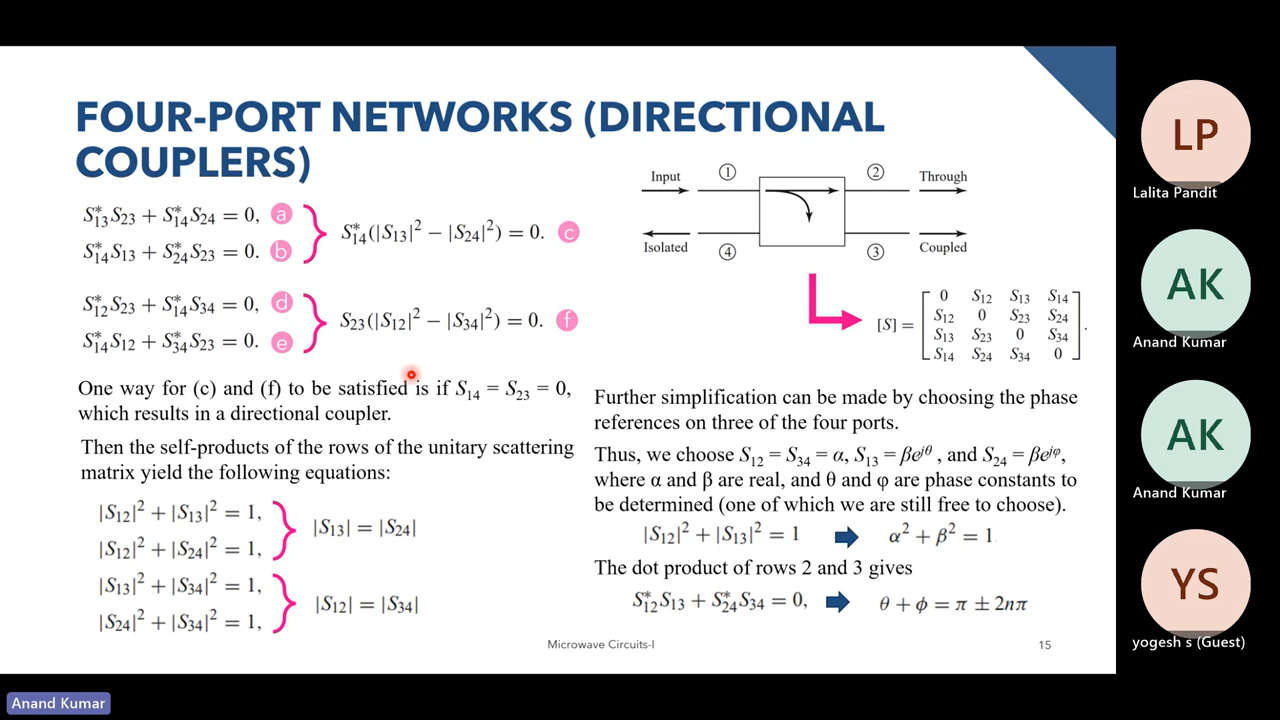 FOUR-PORT NETWORKS (DIRECTIONAL
COUPLERS)
S*13S23 + S*14S24 = 0, a
S*14S13 + S*24S23 = 0. b
S*14(|S13|² − |S24|²) = 0. c
S*12S23 + S*14S34 = 0, d
S*14S12 + S*34S23 = 0. e
S23(|S12|² − |S34|²) = 0. f
One way for (c) and (f) to be satisfied is if S14 = S23 = 0,
which results in a directional coupler.
Then the self-products of the rows of the unitary scattering
matrix yield the following equations:
|S12|² + |S13|² = 1,
|S12|² + |S24|² = 1,
|S13| = |S24|
|S13|² + |S34|² = 1,
|S24|² + |S34|² = 1,
|S12| = |S34|
Input ① ② Through
Isolated ④ ③ Coupled
[S] =
0 S12 S13 S14
S12 0 S23 S24
S13 S23 0 S34
S14 S24 S34 0
.
Further simplification can be made by choosing the phase
references on three of the four ports.
Thus, we choose S12 = S34 = α, S13 = βe^jθ , and S24 = βe^jφ,
where α and β are real, and θ and φ are phase constants to
be determined (one of which we are still free to choose).
|S12|² + |S13|² = 1 α² + β² = 1
The dot product of rows 2 and 3 gives
S*12S13 + S*24S34 = 0, θ + ϕ = π ± 2nπ
Microwave Circuits-I
15
LP
Lalita Pandit
AK
Anand Kumar
AK
Anand Kumar
YS
yogesh s (Guest)
Anand Kumar